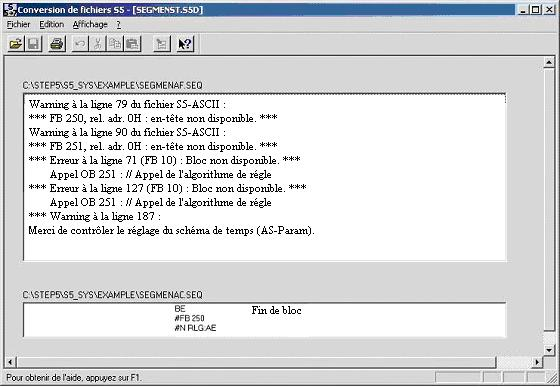 Conversion de fichiers S5 - [SEGMENST.S5D]
Fichier Edition Affichage ?
C:\STEP5\S5_SYS\EXAMPLE\SEGMENAF.SEQ
Warning à la ligne 79 du fichier S5-ASCII :
*** FB 250, rel. adr. 0H : en-tête non disponible. ***
Warning à la ligne 90 du fichier S5-ASCII :
*** FB 251, rel. adr. 0H : en-tête non disponible. ***
*** Erreur à la ligne 71 (FB 10) : Bloc non disponible. ***
Appel OB 251 : // Appel de l'algorithme de régle
*** Erreur à la ligne 127 (FB 10) : Bloc non disponible. ***
Appel OB 251 : // Appel de l'algorithme de régle
*** Warning à la ligne 187 :
Merci de contrôler le réglage du schéma de temps (AS-Param).
C:\STEP5\S5_SYS\EXAMPLE\SEGMENAC.SEQ
BE Fin de bloc
#FB 250
#N RLG:AE
Pour obtenir de l'aide, appuyez sur F1.